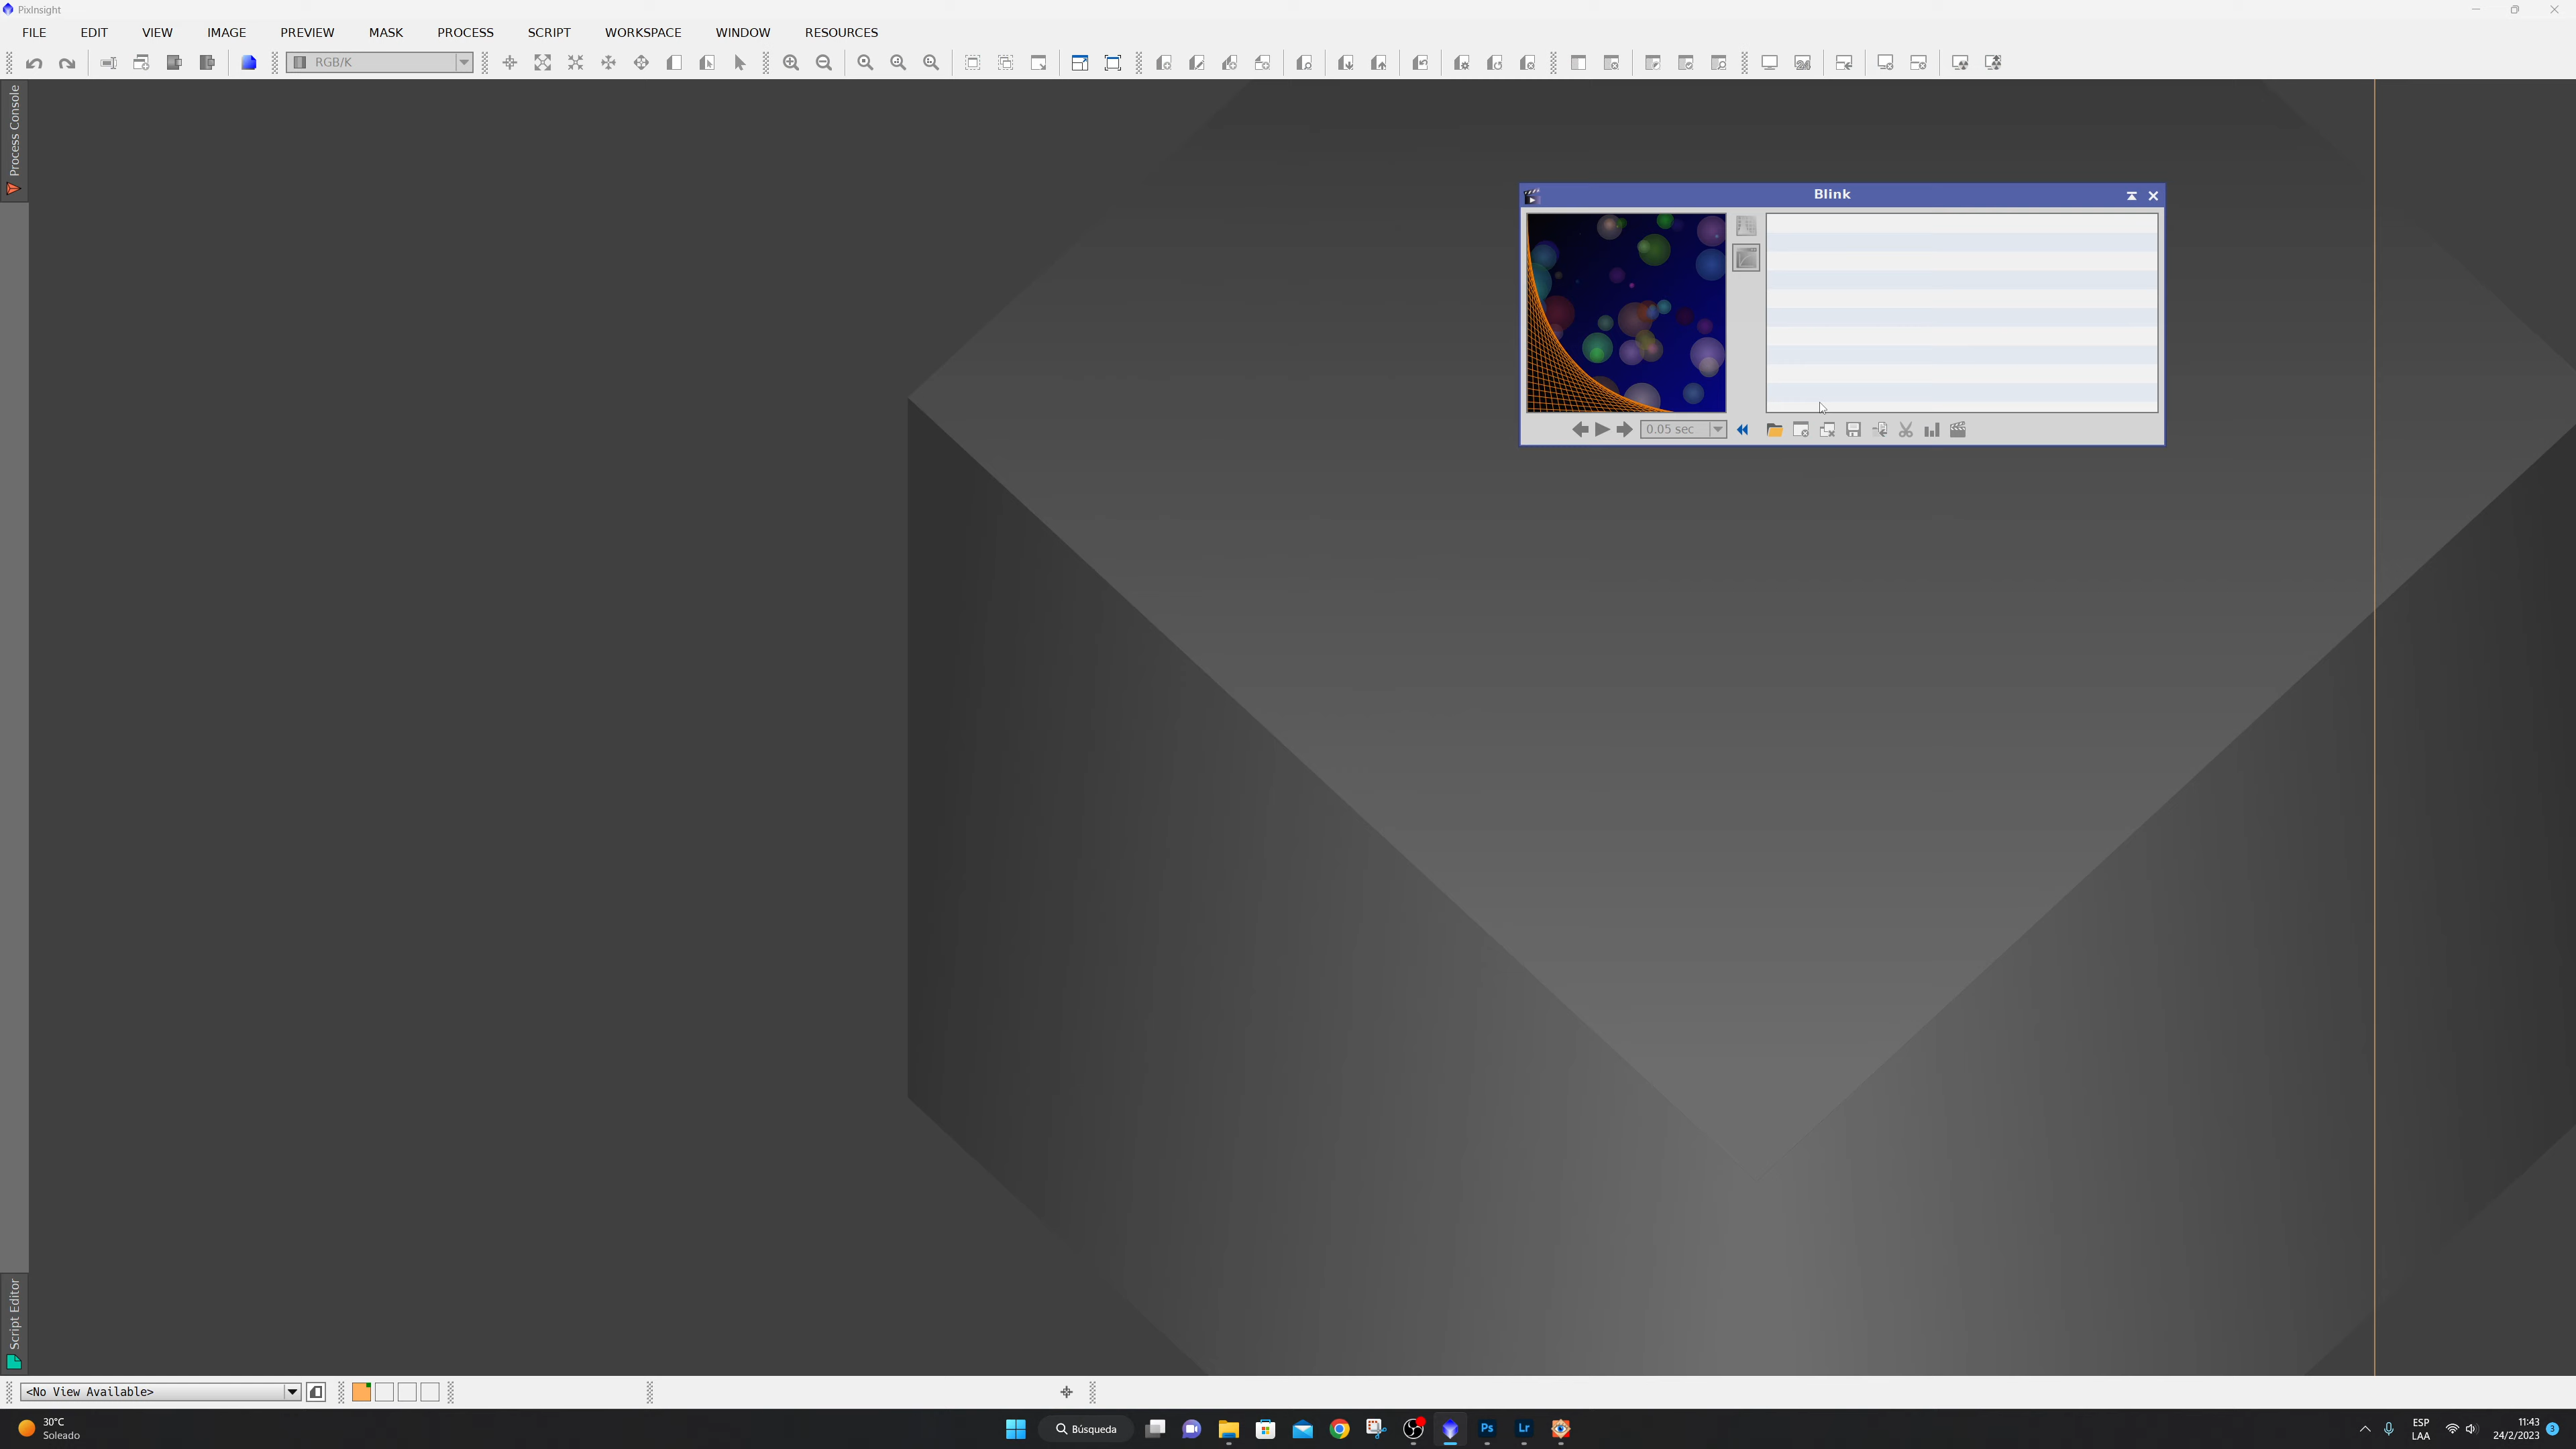 PixInsight
FILE EDIT VIEW IMAGE PREVIEW MASK PROCESS SCRIPT WORKSPACE WINDOW RESOURCES
RGB/K
Process Console
Blink
0.05 sec
Script Editor
<No View Available>
30°C
Soleado
Búsqueda
Ps
Lr
ESP
LAA
11:43
24/2/2023
3